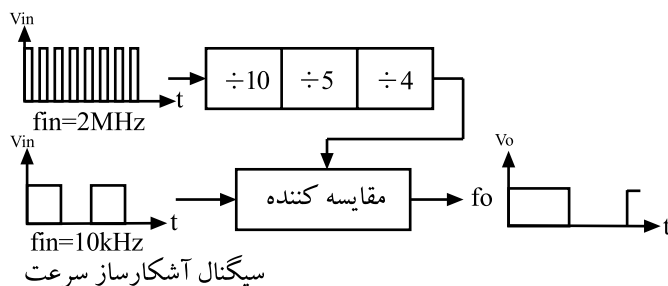 Vin
t
fin=2MHz
÷10 ÷5 ÷4
Vin
t
fin=10kHz
مقایسه کننده
fo
Vo
t
سیگنال آشکارساز سرعت